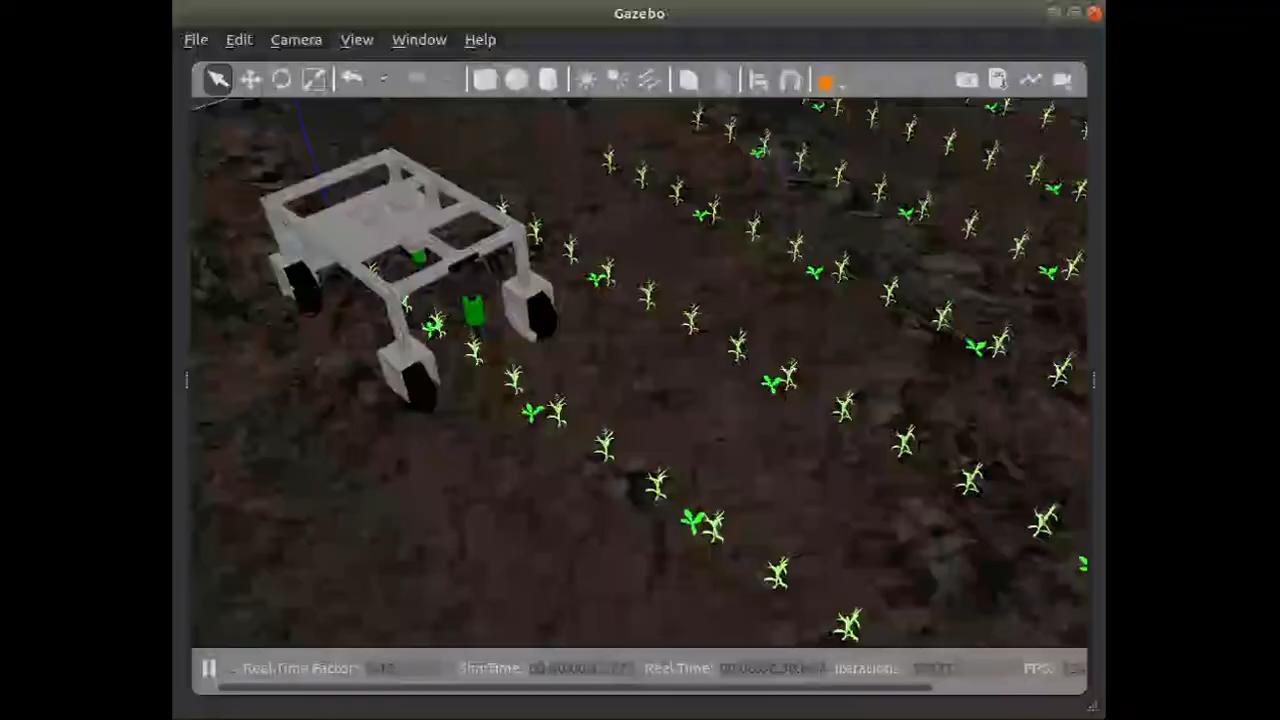 Gazebo
File Edit Camera View Window Help
Real Time Factor: Sim Time: Real Time: Iterations: FPS: